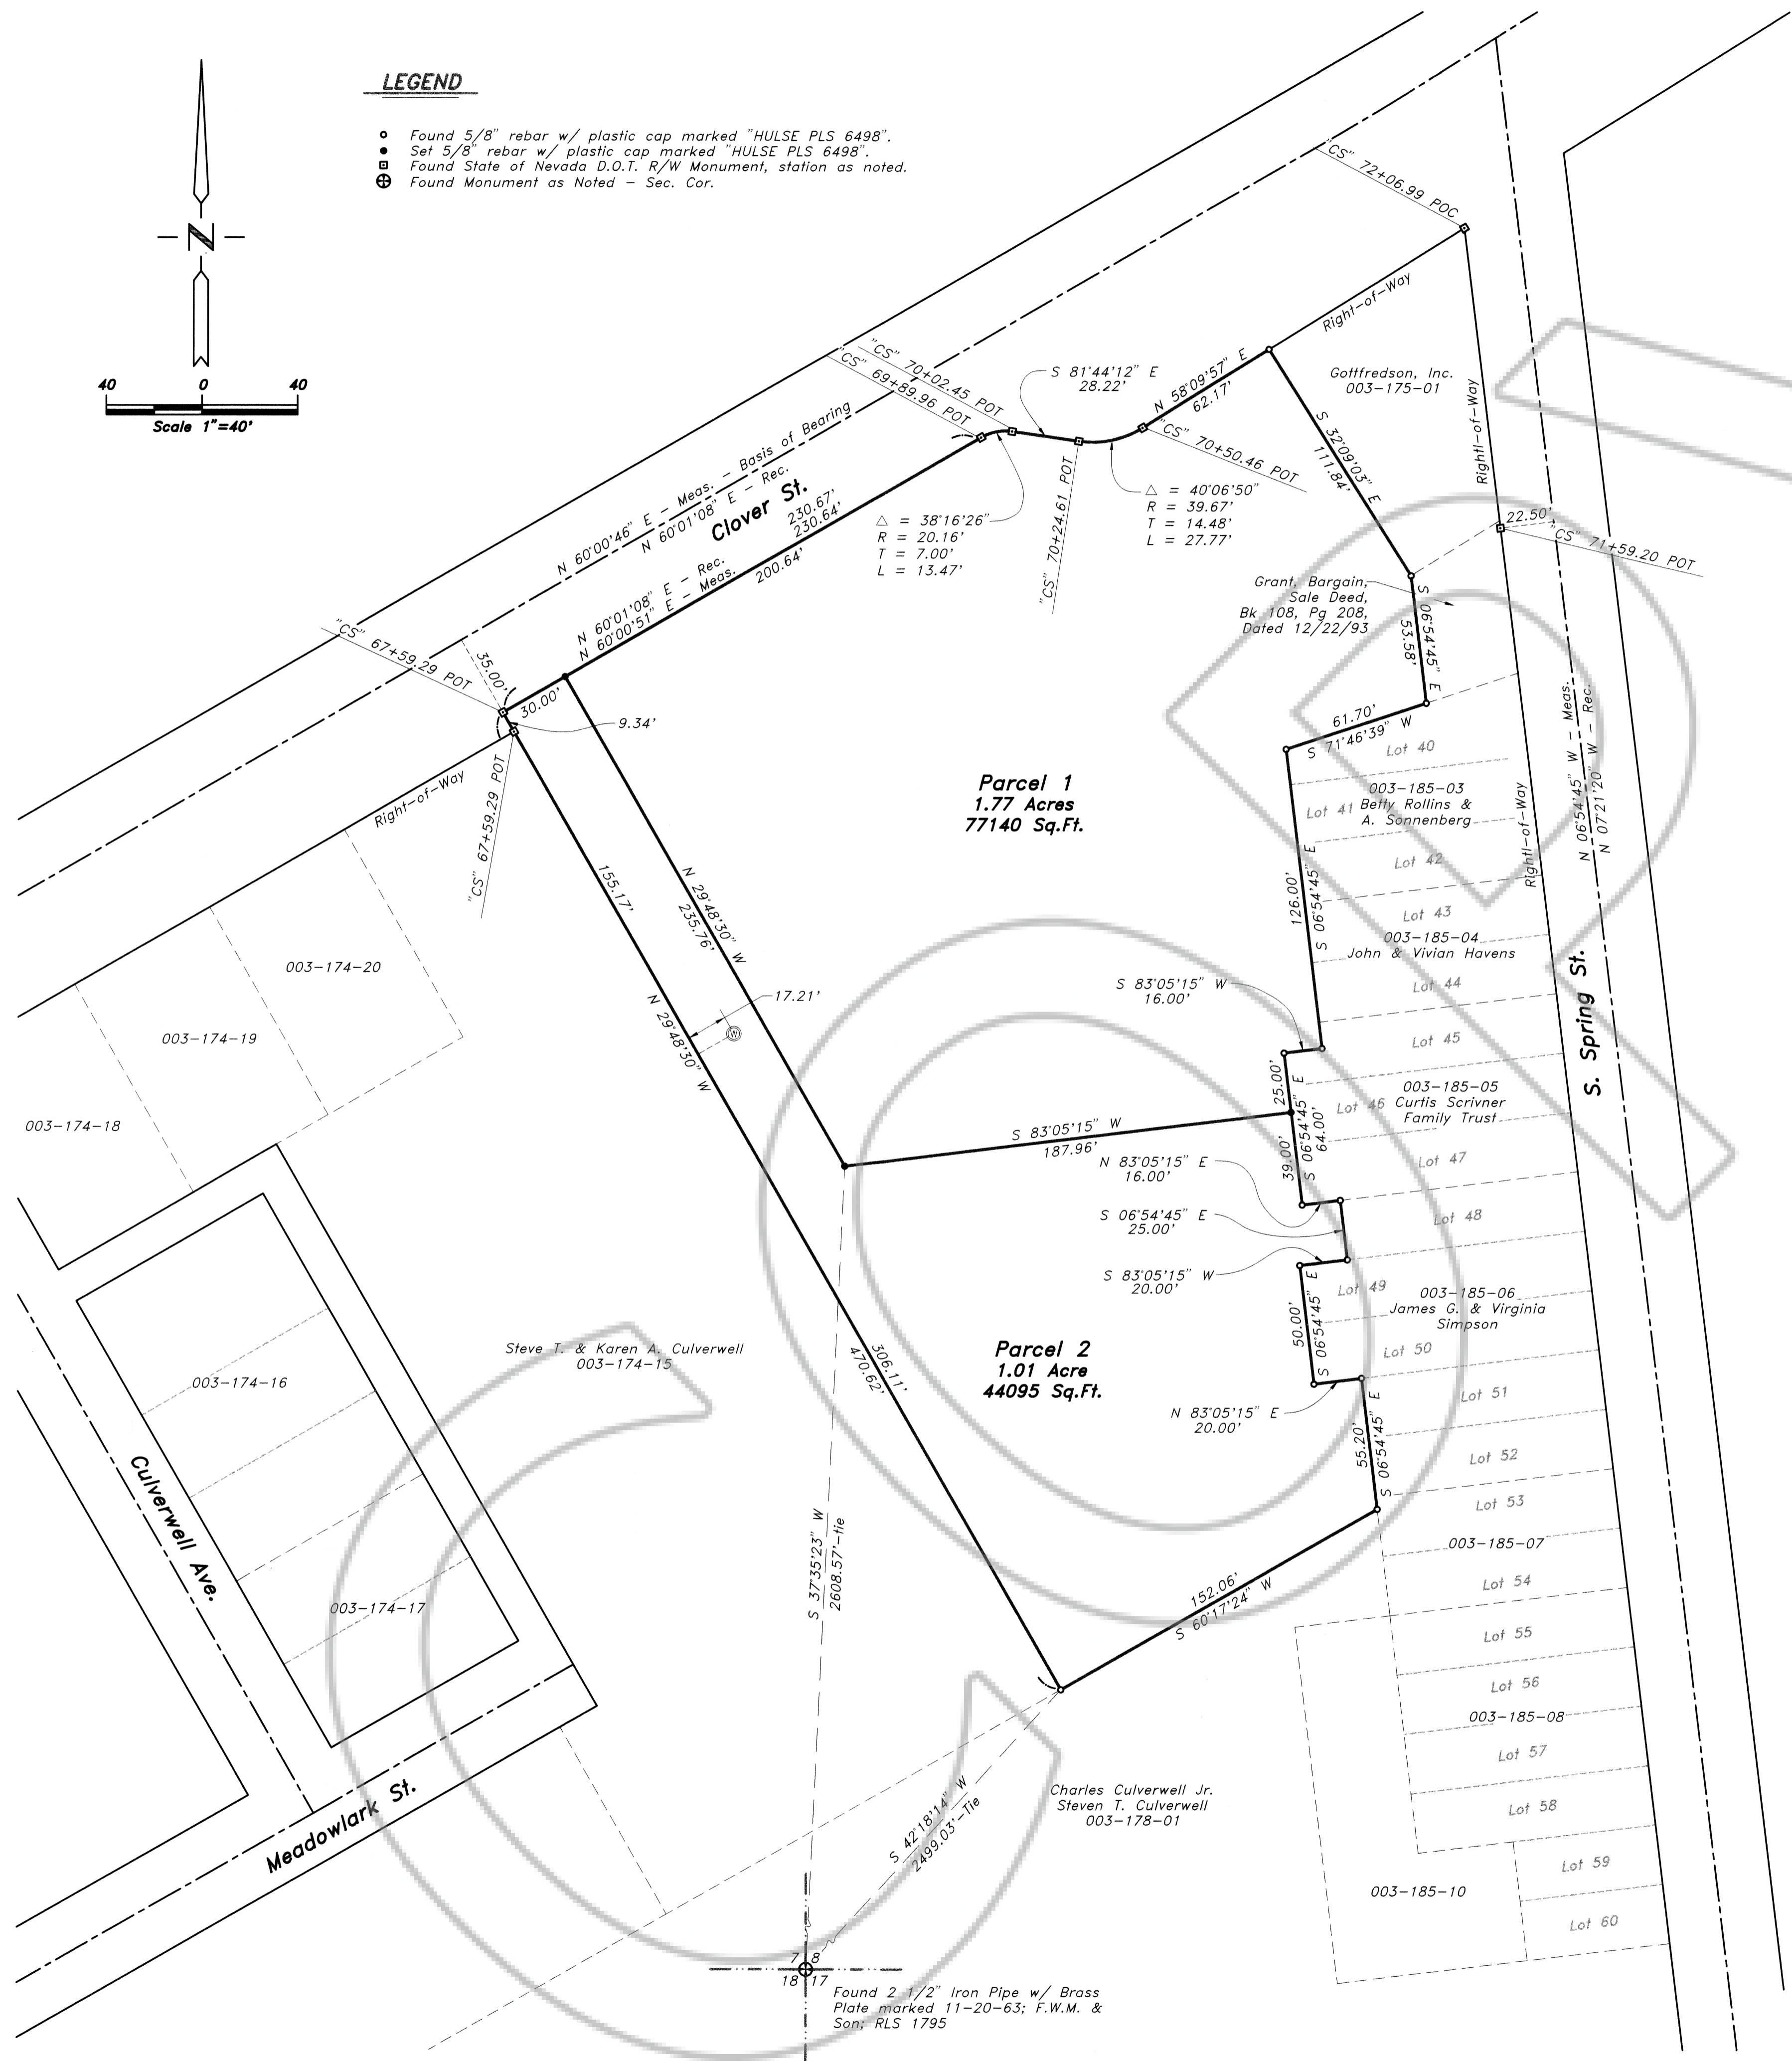 LEGEND
Found 5/8" rebar w/ plastic cap marked "HULSE PLS 6498".
Set 5/8" rebar w/ plastic cap marked "HULSE PLS 6498".
Found State of Nevada D.O.T. R/W Monument, station as noted.
Found Monument as Noted – Sec. Cor.
N
40 0 40
Scale 1"=40'
"CS" 72+06.99 POC
Right-of-Way
Gottfredson, Inc.
003-175-01
Rightl-of-Way
"CS" 70+02.45 POT
"CS" 69+89.96 POT
S 81°44'12" E
28.22'
N 58°09'57" E
62.17'
"CS" 70+50.46 POT
S 32°09'03" E
111.84'
N 60°00'46" E – Meas. – Basis of Bearing
N 60°01'08" E – Rec.
Clover St.
230.67'
230.64'
N 60°01'08" E – Rec.
N 60°00'51" E – Meas.
200.64'
△ = 38°16'26"
R = 20.16'
T = 7.00'
L = 13.47'
"CS" 70+24.61 POT
△ = 40°06'50"
R = 39.67'
T = 14.48'
L = 27.77'
22.50'
"CS" 71+59.20 POT
Grant, Bargain,
Sale Deed,
Bk 108, Pg 208,
Dated 12/22/93
S 06°54'45" E
53.58'
"CS" 67+59.29 POT
35.00'
30.00'
9.34'
"CS" 67+59.29 POT
Right-of-Way
61.70'
S 71°46'39" W
Lot 40
Parcel 1
1.77 Acres
77140 Sq.Ft.
003-185-03
Lot 41 Betty Rollins &
A. Sonnenberg
Lot 42
Rightl-of-Way
N 06°54'45" W – Meas.
N 07°21'20" W – Rec.
126.00'
S 06°54'45" E
155.17'
N 29°48'30" W
235.76'
Lot 43
003-185-04
John & Vivian Havens
Lot 44
S. Spring St.
003-174-20
003-174-19
003-174-18
17.21'
W
N 29°48'30" W
S 83°05'15" W
16.00'
Lot 45
25.00'
S 06°54'45" E
64.00'
39.00'
003-185-05
Lot 46 Curtis Scrivner
Family Trust
S 83°05'15" W
187.96'
N 83°05'15" E
16.00'
Lot 47
S 06°54'45" E
25.00'
Lot 48
S 83°05'15" W
20.00'
Lot 49
003-185-06
James G. & Virginia
Simpson
50.00'
S 06°54'45" E
Lot 50
Steve T. & Karen A. Culverwell
003-174-15
Parcel 2
1.01 Acre
44095 Sq.Ft.
306.11'
470.62'
003-174-16
N 83°05'15" E
20.00'
Lot 51
55.20'
S 06°54'45" E
Lot 52
Lot 53
Culverwell Ave.
003-174-17
S 37°35'23" W
2608.57'-tie
152.06'
S 60°17'24" W
003-185-07
Lot 54
Lot 55
Lot 56
003-185-08
Lot 57
Lot 58
Meadowlark St.
Charles Culverwell Jr.
Steven T. Culverwell
003-178-01
S 42°18'14" W
2499.03'-Tie
Lot 59
003-185-10
Lot 60
7 8
18 17
Found 2 1/2" Iron Pipe w/ Brass
Plate marked 11-20-63; F.W.M. &
Son; RLS 1795